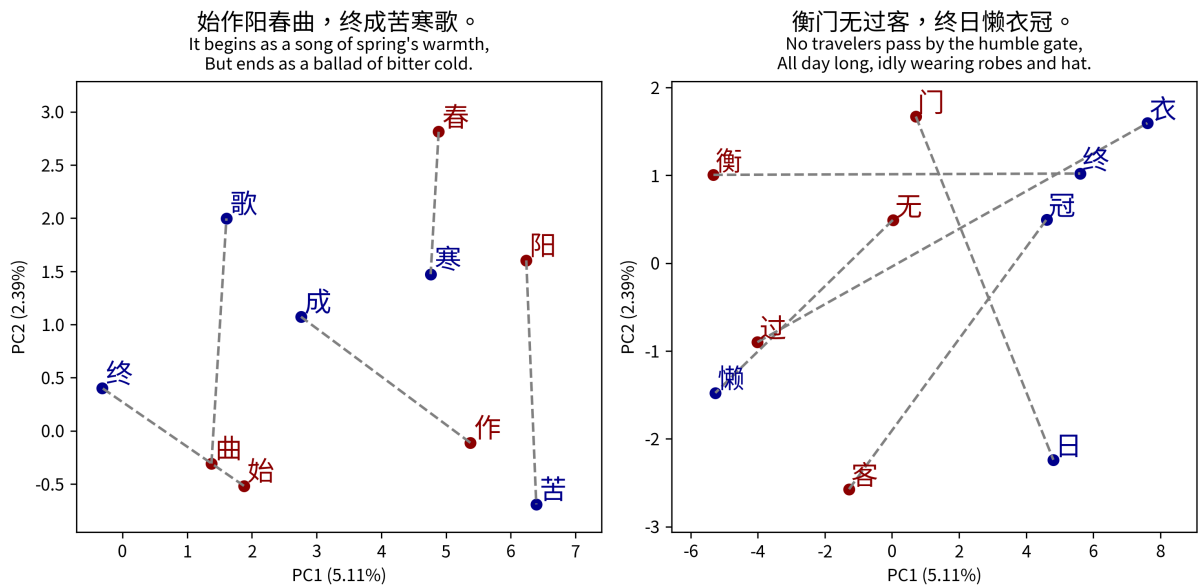 始作阳春曲，终成苦寒歌。
It begins as a song of spring's warmth,
But ends as a ballad of bitter cold.
3.0
2.5
2.0
1.5
1.0
0.5
0.0
-0.5
PC2 (2.39%)
春
歌
阳
寒
成
终
作
曲
始
苦
0 1 2 3 4 5 6 7
PC1 (5.11%)
衡门无过客，终日懒衣冠。
No travelers pass by the humble gate,
All day long, idly wearing robes and hat.
2
1
0
-1
-2
-3
PC2 (2.39%)
门
衣
衡
终
无
冠
过
懒
日
客
-6 -4 -2 0 2 4 6 8
PC1 (5.11%)